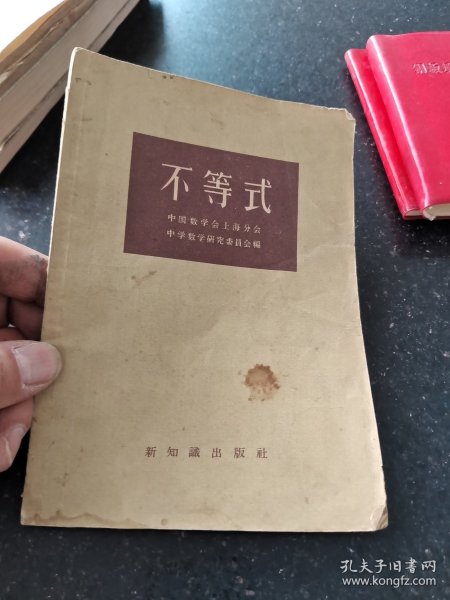 不等式
中国数学会上海分会
中学数学研究委員会編
新知識出版社
孔夫子旧书网
www.kongfz.com